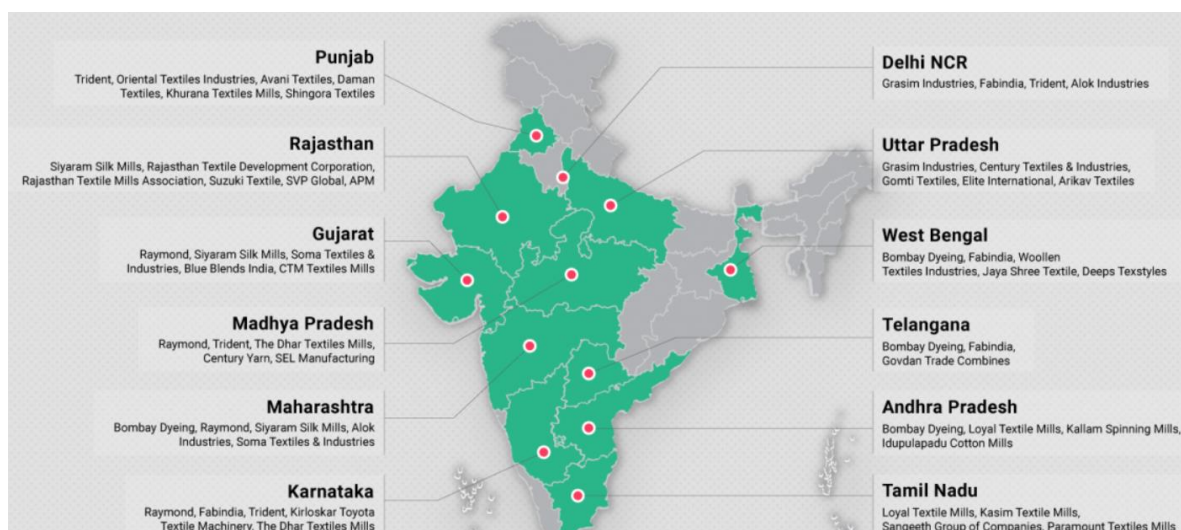 Punjab
Trident, Oriental Textiles Industries, Avani Textiles, Daman
Textiles, Khurana Textiles Mills, Shingora Textiles
Rajasthan
Siyaram Silk Mills, Rajasthan Textile Development Corporation,
Rajasthan Textile Mills Association, Suzuki Textile, SVP Global, APM
Gujarat
Raymond, Siyaram Silk Mills, Soma Textiles &
Industries, Blue Blends India, CTM Textiles Mills
Madhya Pradesh
Raymond, Trident, The Dhar Textiles Mills,
Century Yarn, SEL Manufacturing
Maharashtra
Bombay Dyeing, Raymond, Siyaram Silk Mills, Alok
Industries, Soma Textiles & Industries
Karnataka
Raymond, Fabindia, Trident, Kirloskar Toyota
Textile Machinery, The Dhar Textiles Mills
Delhi NCR
Grasim Industries, Fabindia, Trident, Alok Industries
Uttar Pradesh
Grasim Industries, Century Textiles & Industries,
Gomti Textiles, Elite International, Arikav Textiles
West Bengal
Bombay Dyeing, Fabindia, Woollen
Textiles Industries, Jaya Shree Textile, Deeps Texstyles
Telangana
Bombay Dyeing, Fabindia,
Govdan Trade Combines
Andhra Pradesh
Bombay Dyeing, Loyal Textile Mills, Kallam Spinning Mills,
Idupulapadu Cotton Mills
Tamil Nadu
Loyal Textile Mills, Kasim Textile Mills,
Sangeeth Group of Companies, Paramount Textiles Mills